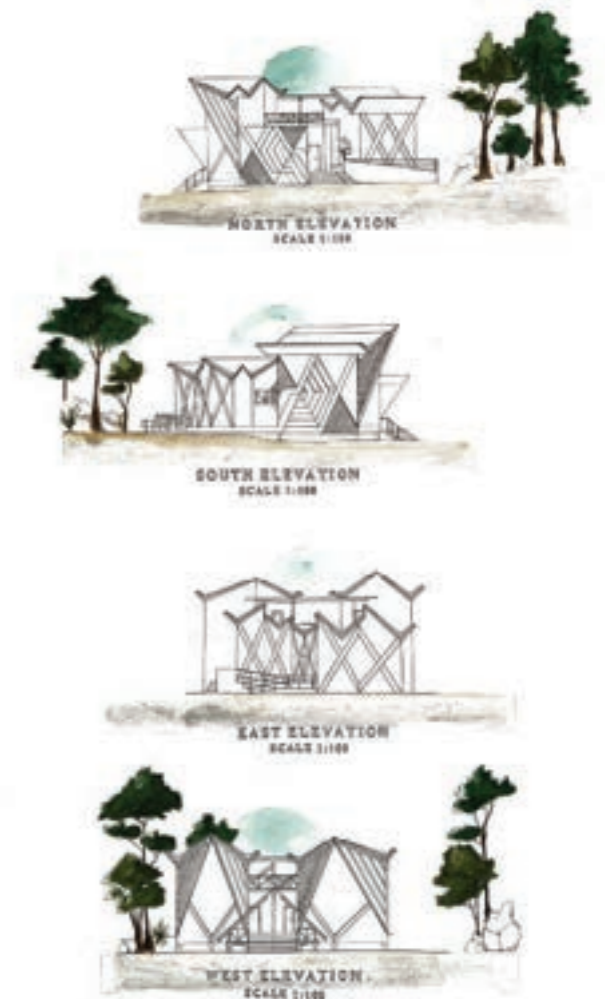 NORTH ELEVATION
SCALE 1:100
SOUTH ELEVATION
SCALE 1:100
EAST ELEVATION
SCALE 1:100
WEST ELEVATION.
SCALE 1:100